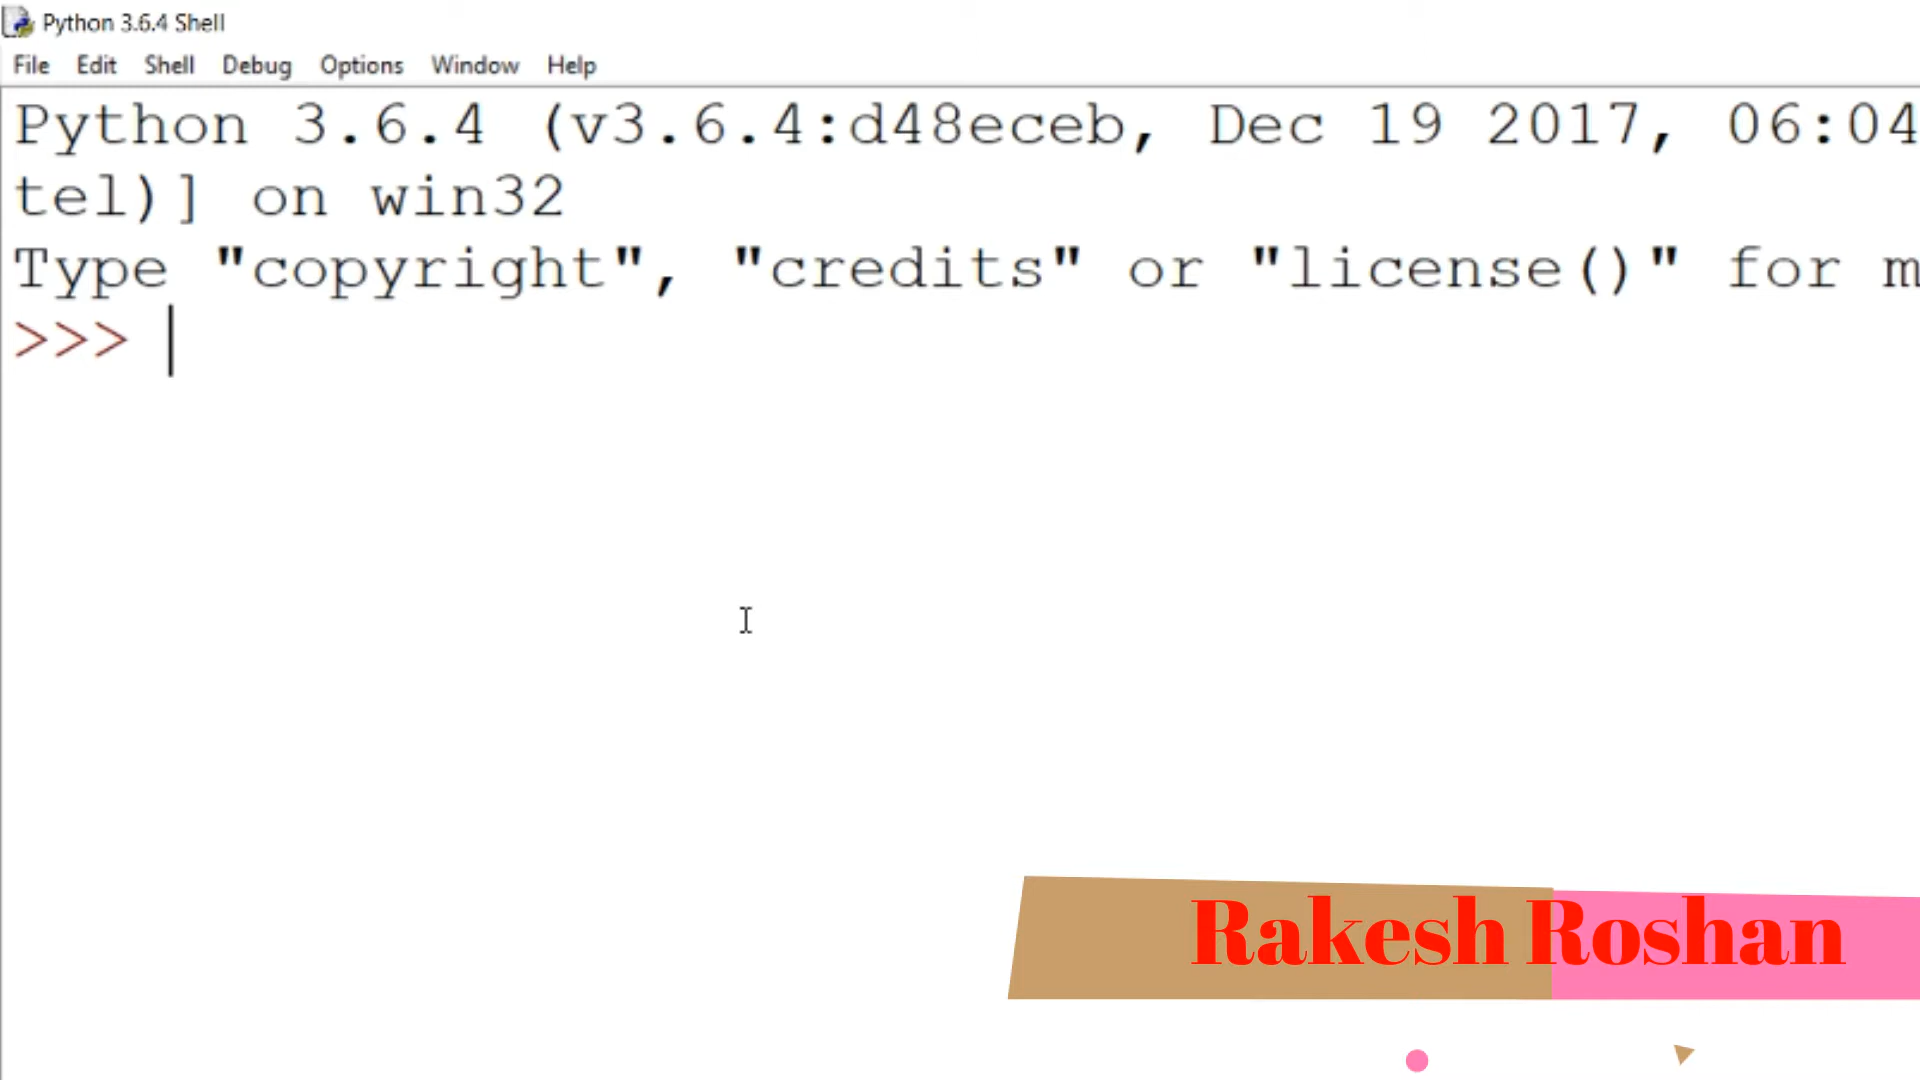 Python 3.6.4 Shell
File Edit Shell Debug Options Window Help
Python 3.6.4 (v3.6.4:d48eceb, Dec 19 2017, 06:04
tel)] on win32
Type "copyright", "credits" or "license()" for m
>>>
Rakesh Roshan